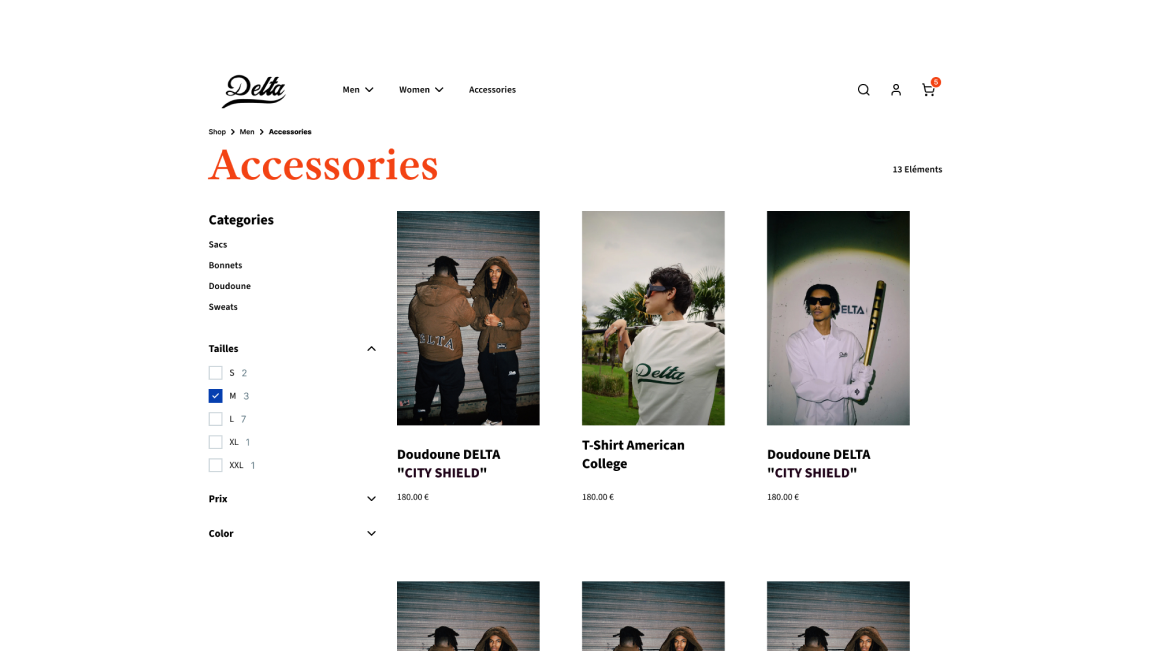 Delta
Men
Women
Accessories
5
Shop > Men > Accessories
Accessories
13 Eléments
Categories
Sacs
Bonnets
Doudoune
Sweats
Tailles
S 2
M 3
L 7
XL 1
XXL 1
Prix
Color
DELTA
Delta
ELTA
Delta
Doudoune DELTA
"CITY SHIELD"
180.00 €
T-Shirt American
College
180.00 €
Doudoune DELTA
"CITY SHIELD"
180.00 €